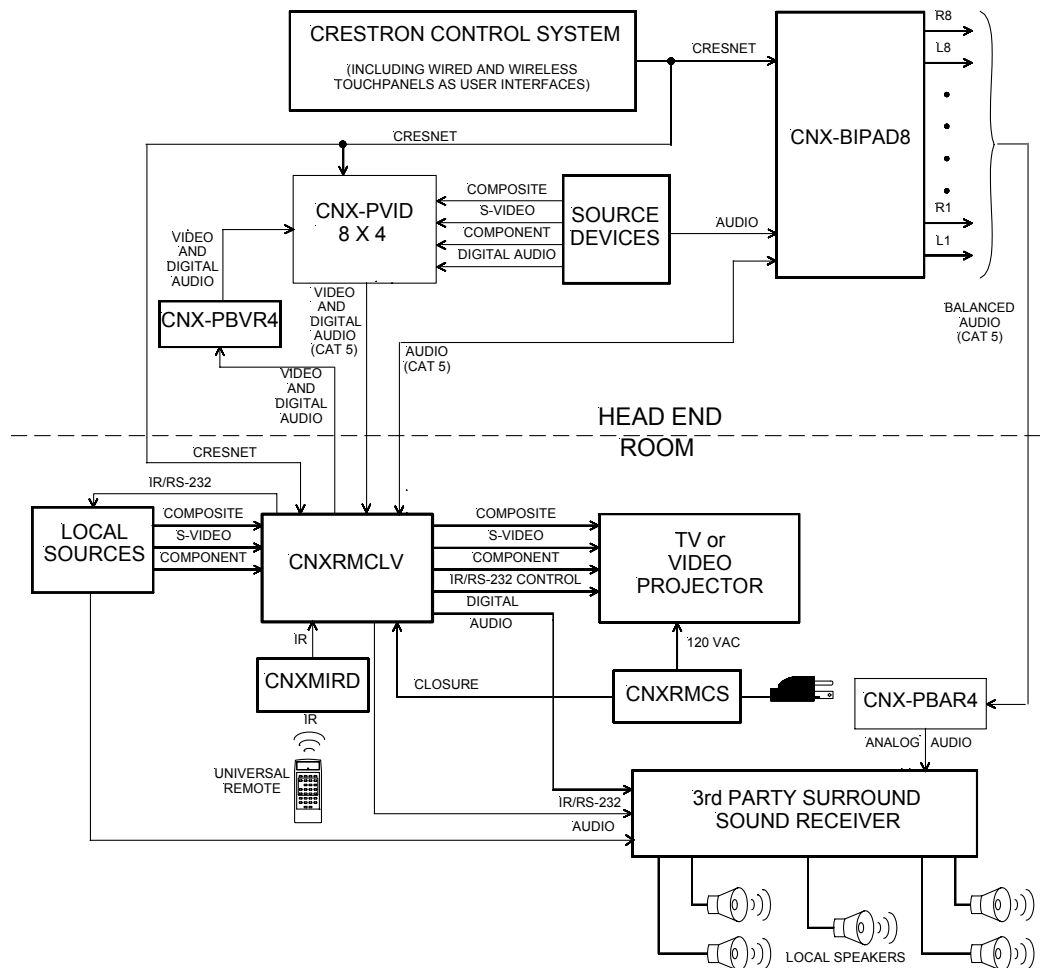 CRESTRON CONTROL SYSTEM
(INCLUDING WIRED AND WIRELESS
TOUCHPANELS AS USER INTERFACES)
CRESNET
CNX-BIPAD8
R8
L8
R1
L1
CRESNET
CNX-PVID
8 X 4
COMPOSITE
S-VIDEO
COMPONENT
DIGITAL AUDIO
SOURCE
DEVICES
AUDIO
VIDEO
AND
DIGITAL
AUDIO
CNX-PBVR4
VIDEO
AND
DIGITAL
AUDIO
(CAT 5)
VIDEO
AND
DIGITAL
AUDIO
AUDIO
(CAT 5)
BALANCED
AUDIO
(CAT 5)
HEAD END
ROOM
CRESNET
IR/RS-232
LOCAL
SOURCES
COMPOSITE
S-VIDEO
COMPONENT
CNXRMCLV
COMPOSITE
S-VIDEO
COMPONENT
IR/RS-232 CONTROL
DIGITAL
AUDIO
TV or
VIDEO
PROJECTOR
IR
120 VAC
CNXMIRD
CLOSURE
CNXRMCS
CNX-PBAR4
IR
ANALOG AUDIO
UNIVERSAL
REMOTE
IR/RS-232
AUDIO
3rd PARTY SURROUND
SOUND RECEIVER
LOCAL SPEAKERS